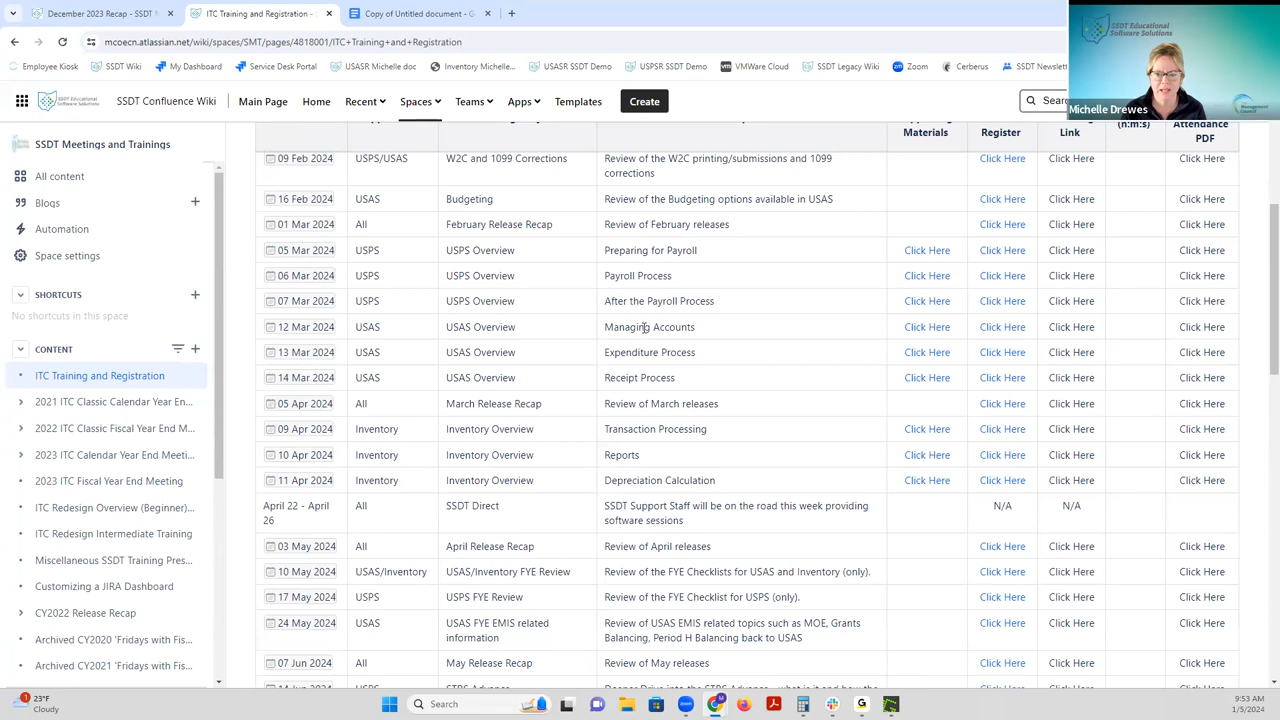 December 2023 Recap - SSDT M
ITC Training and Registration -
Copy of Untitled document - G
mcoecn.atlassian.net/wiki/spaces/SMT/pages/4818001/ITC+Training+and+Registration
Employee Kiosk SSDT Wiki My Dashboard Service Desk Portal USASR Michelle doc Inventory Michelle... USASR SSDT Demo USPSR SSDT Demo VMWare Cloud SSDT Legacy Wiki Zoom Cerberus SSDT Newslett
SSDT Educational
Software Solutions
Management
Council
Michelle Drewes
SSDT Confluence Wiki Main Page Home Recent Spaces Teams Apps Templates Create Sear
SSDT Meetings and Trainings
All content
Blogs
Automation
Space settings
SHORTCUTS
No shortcuts in this space
CONTENT
ITC Training and Registration
2021 ITC Classic Calendar Year En...
2022 ITC Classic Fiscal Year End M...
2023 ITC Calendar Year End Meeti...
2023 ITC Fiscal Year End Meeting
ITC Redesign Overview (Beginner)...
ITC Redesign Intermediate Training
Miscellaneous SSDT Training Pres...
Customizing a JIRA Dashboard
CY2022 Release Recap
Archived CY2020 'Fridays with Fis...
Archived CY2021 'Fridays with Fis...
Materials Register Link (h:m:s) Attendance
PDF
09 Feb 2024 USPS/USAS W2C and 1099 Corrections Review of the W2C printing/submissions and 1099 Click Here Click Here Click Here
corrections
16 Feb 2024 USAS Budgeting Review of the Budgeting options available in USAS Click Here Click Here Click Here
01 Mar 2024 All February Release Recap Review of February releases Click Here Click Here Click Here
05 Mar 2024 USPS USPS Overview Preparing for Payroll Click Here Click Here Click Here Click Here
06 Mar 2024 USPS USPS Overview Payroll Process Click Here Click Here Click Here Click Here
07 Mar 2024 USPS USPS Overview After the Payroll Process Click Here Click Here Click Here Click Here
12 Mar 2024 USAS USAS Overview Managing Accounts Click Here Click Here Click Here Click Here
13 Mar 2024 USAS USAS Overview Expenditure Process Click Here Click Here Click Here Click Here
14 Mar 2024 USAS USAS Overview Receipt Process Click Here Click Here Click Here Click Here
05 Apr 2024 All March Release Recap Review of March releases Click Here Click Here Click Here
09 Apr 2024 Inventory Inventory Overview Transaction Processing Click Here Click Here Click Here Click Here
10 Apr 2024 Inventory Inventory Overview Reports Click Here Click Here Click Here Click Here
11 Apr 2024 Inventory Inventory Overview Depreciation Calculation Click Here Click Here Click Here Click Here
April 22 - April All SSDT Direct SSDT Support Staff will be on the road this week providing N/A N/A
26 software sessions
03 May 2024 All April Release Recap Review of April releases Click Here Click Here Click Here
10 May 2024 USAS/Inventory USAS/Inventory FYE Review Review of the FYE Checklists for USAS and Inventory (only). Click Here Click Here Click Here
17 May 2024 USPS USPS FYE Review Review of the FYE Checklist for USPS (only). Click Here Click Here Click Here
24 May 2024 USAS USAS FYE EMIS related Review of USAS EMIS related topics such as MOE, Grants Click Here Click Here Click Here
information Balancing, Period H Balancing back to USAS
07 Jun 2024 All May Release Recap Review of May releases Click Here Click Here Click Here
23°F
Cloudy
Search
9:53 AM
1/5/2024